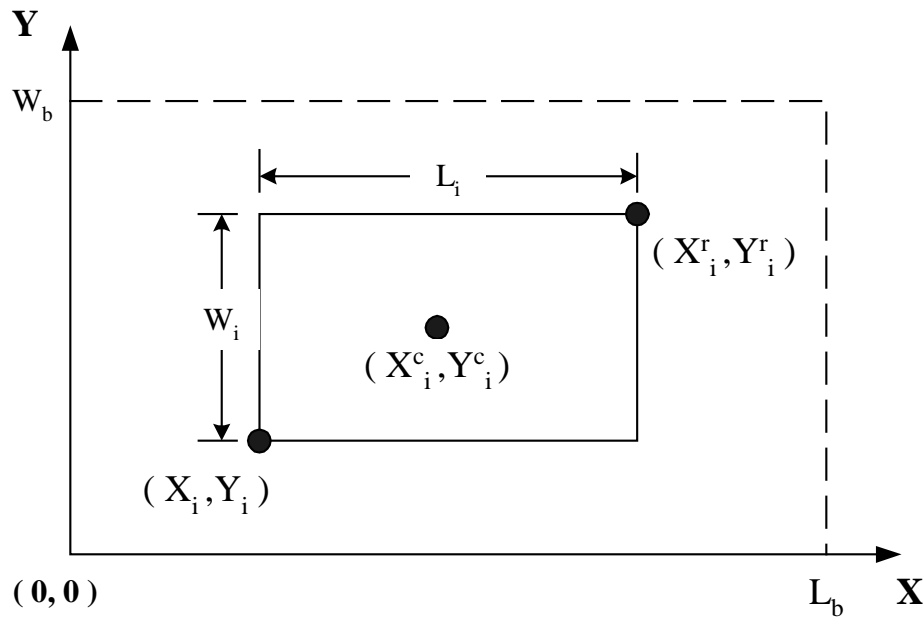 Y
W_b
L_i
( X^r_i , Y^r_i )
W_i
( X^c_i , Y^c_i )
( X_i , Y_i )
( 0, 0 )
L_b
X